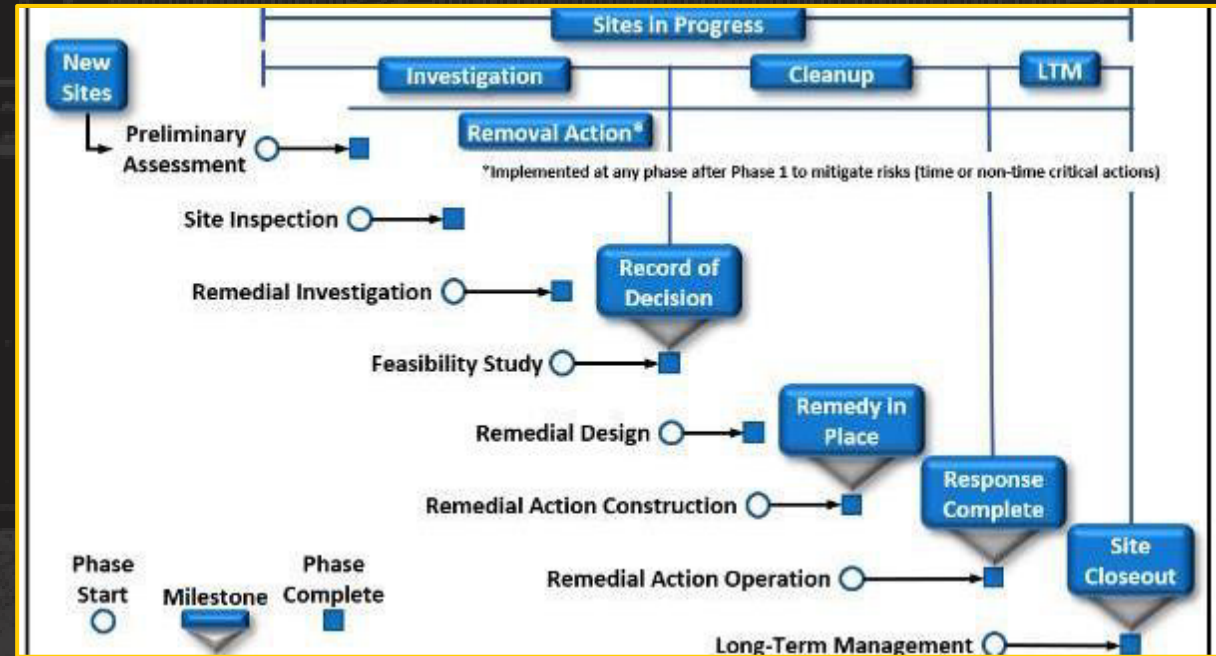 Sites in Progress
New
Sites
Investigation
Cleanup
LTM
Removal Action*
Preliminary
Assessment
*Implemented at any phase after Phase 1 to mitigate risks (time or non-time critical actions)
Site Inspection
Record of
Decision
Remedial Investigation
Feasibility Study
Remedy in
Place
Remedial Design
Response
Complete
Remedial Action Construction
Site
Closeout
Phase
Start
Milestone
Phase
Complete
Remedial Action Operation
Long-Term Management